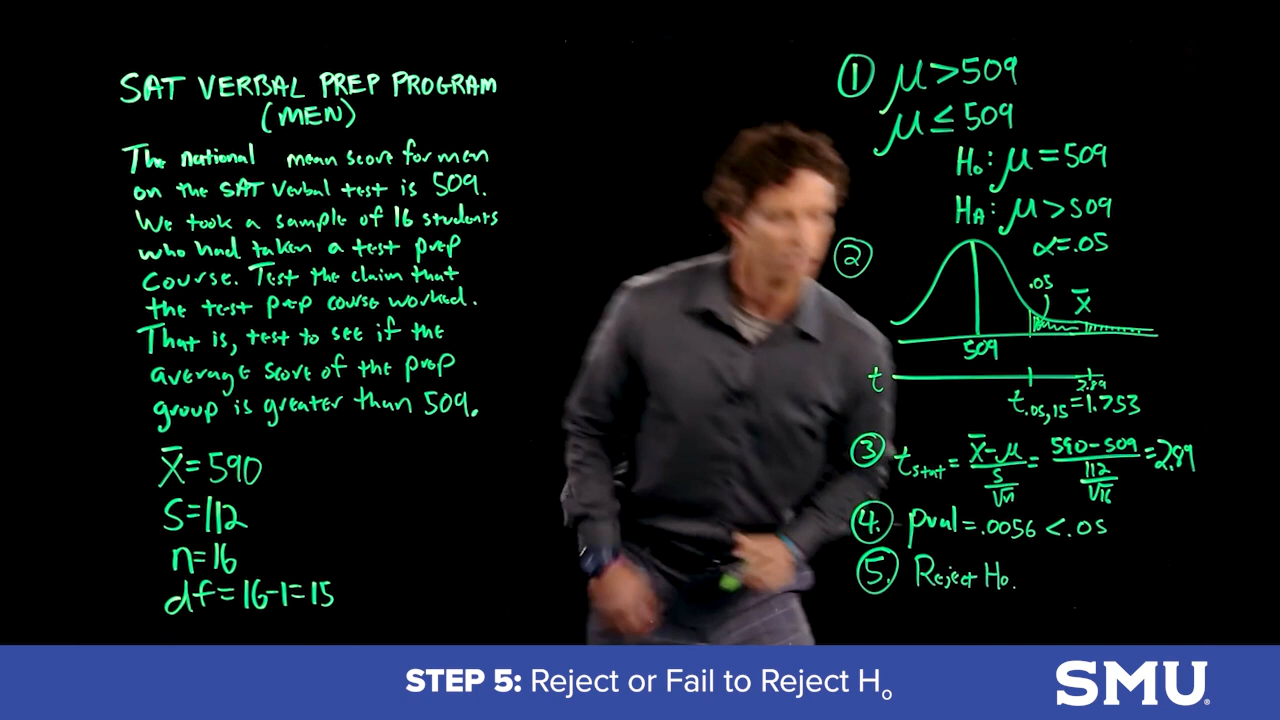 SAT VERBAL PREP PROGRAM
(MEN)
The national mean score for men
on the SAT Verbal test is 509.
We took a sample of 16 students
who had taken a test prep
course. Test the claim that
the test prep course worked.
That is, test to see if the
average score of the prep
group is greater than 509.
x̄=590
S=112
n=16
df=16-1=15
① μ>509
μ≤509
H₀: μ=509
Hᴀ: μ>509
② α=.05
.05 x̄
509
t
2.89
t.05,15=1.753
③ t stat = (x̄-μ)/(s/√n) = (590-509)/(112/√16) = 2.89
④. pval=.0056 <.05
⑤. Reject H₀.
STEP 5: Reject or Fail to Reject H₀
SMU®